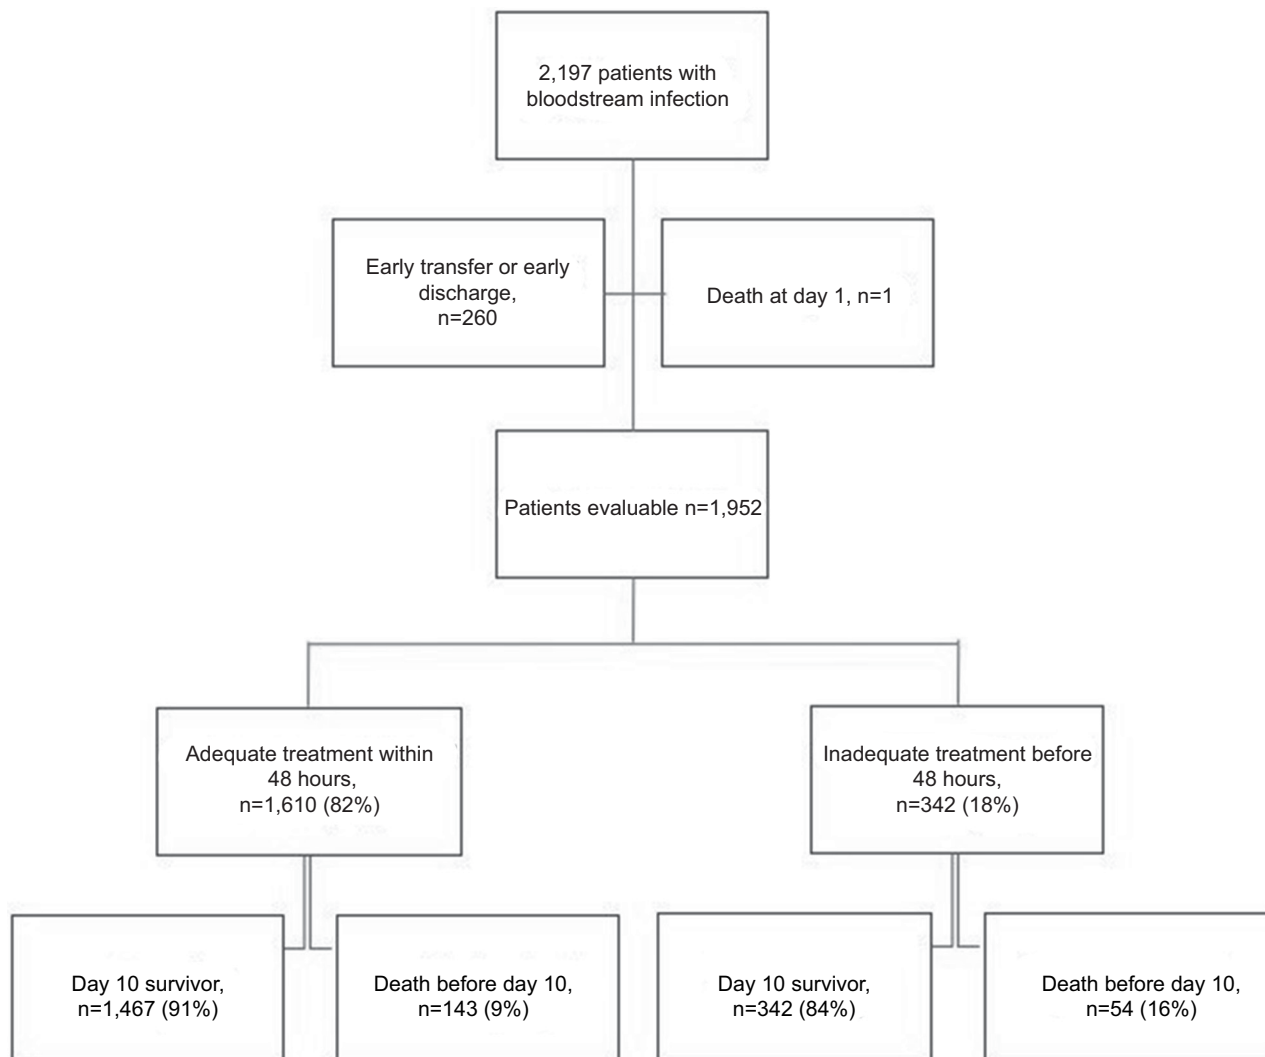 2,197 patients with
bloodstream infection
Early transfer or early
discharge,
n=260
Death at day 1, n=1
Patients evaluable n=1,952
Adequate treatment within
48 hours,
n=1,610 (82%)
Inadequate treatment before
48 hours,
n=342 (18%)
Day 10 survivor,
n=1,467 (91%)
Death before day 10,
n=143 (9%)
Day 10 survivor,
n=342 (84%)
Death before day 10,
n=54 (16%)